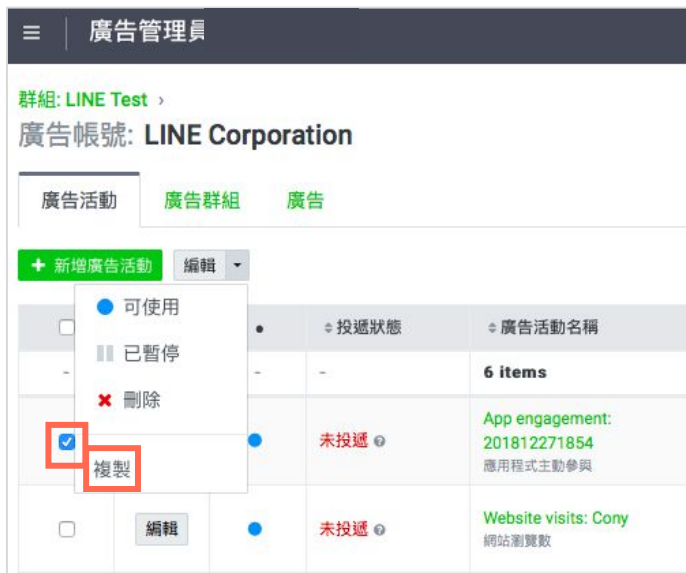 廣告管理員
群組: LINE Test ›
廣告帳號: LINE Corporation
廣告活動 廣告群組 廣告
+ 新增廣告活動 編輯
可使用
已暫停
刪除
複製
投遞狀態 廣告活動名稱
- - - 6 items
未投遞 App engagement:
201812271854
應用程式主動參與
編輯 未投遞 Website visits: Cony
網站瀏覽數